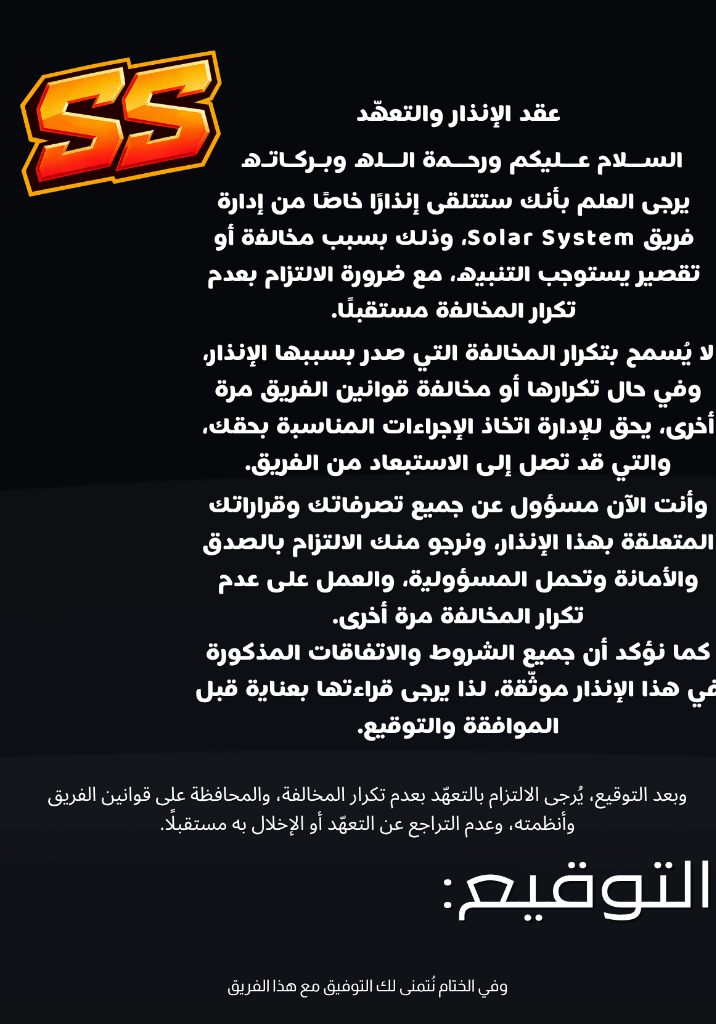 SS
عقد الإنذار والتعهّد
الســلام عــليكم ورحــمة الــله وبـركـاتـه
يرجى العلم بأنك ستتلقى إنذارًا خاصًا من إدارة
فريق Solar System، وذلك بسبب مخالفة أو
تقصير يستوجب التنبيه، مع ضرورة الالتزام بعدم
تكرار المخالفة مستقبلًا.
لا يُسمح بتكرار المخالفة التي صدر بسببها الإنذار،
وفي حال تكرارها أو مخالفة قوانين الفريق مرة
أخرى، يحق للإدارة اتخاذ الإجراءات المناسبة بحقك،
والتي قد تصل إلى الاستبعاد من الفريق.
وأنت الآن مسؤول عن جميع تصرفاتك وقراراتك
المتعلقة بهذا الإنذار، ونرجو منك الالتزام بالصدق
والأمانة وتحمل المسؤولية، والعمل على عدم
تكرار المخالفة مرة أخرى.
كما نؤكد أن جميع الشروط والاتفاقات المذكورة
في هذا الإنذار موثّقة، لذا يرجى قراءتها بعناية قبل
الموافقة والتوقيع.
وبعد التوقيع، يُرجى الالتزام بالتعهّد بعدم تكرار المخالفة، والمحافظة على قوانين الفريق
وأنظمته، وعدم التراجع عن التعهّد أو الإخلال به مستقبلًا.
التوقيع:
وفي الختام نُتمنى لك التوفيق مع هذا الفريق